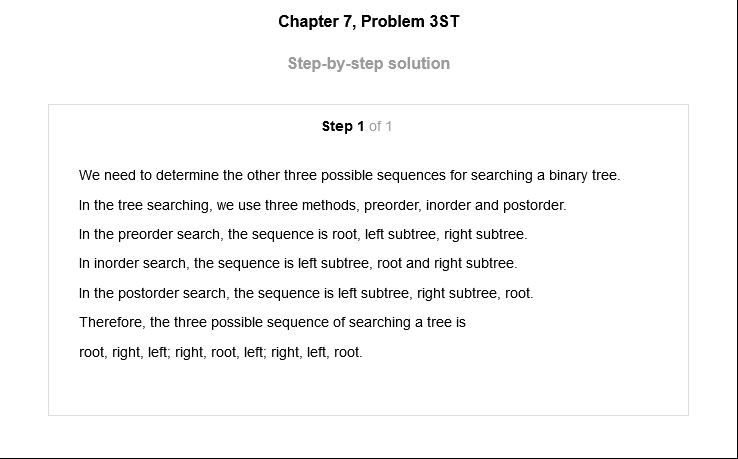 Chapter 7, Problem 3ST
Step-by-step solution
Step 1 of 1
We need to determine the other three possible sequences for searching a binary tree.
In the tree searching, we use three methods, preorder, inorder and postorder.
In the preorder search, the sequence is root, left subtree, right subtree.
In inorder search, the sequence is left subtree, root and right subtree.
In the postorder search, the sequence is left subtree, right subtree, root.
Therefore, the three possible sequence of searching a tree is
root, right, left; right, root, left; right, left, root.